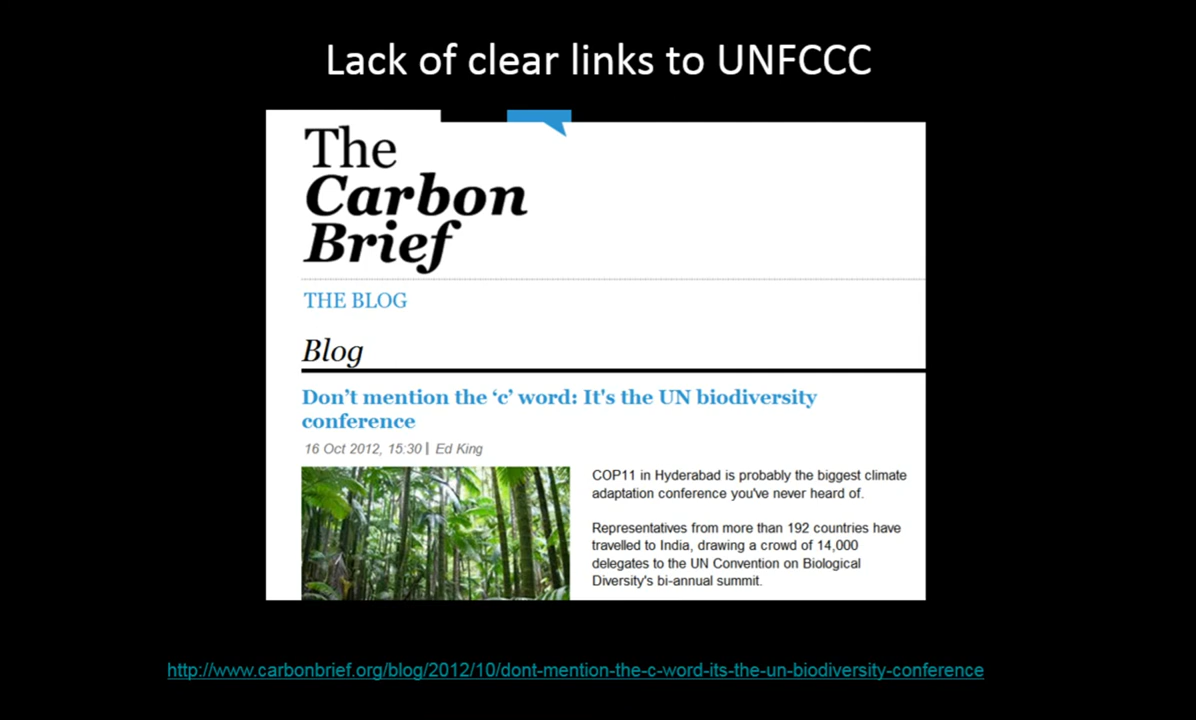 Lack of clear links to UNFCCC
The
Carbon
Brief
THE BLOG
Blog
Don’t mention the ‘c’ word: It's the UN biodiversity
conference
16 Oct 2012, 15:30 | Ed King
COP11 in Hyderabad is probably the biggest climate
adaptation conference you've never heard of.
Representatives from more than 192 countries have
travelled to India, drawing a crowd of 14,000
delegates to the UN Convention on Biological
Diversity's bi-annual summit.
http://www.carbonbrief.org/blog/2012/10/dont-mention-the-c-word-its-the-un-biodiversity-conference